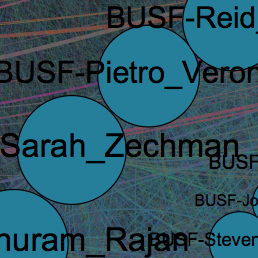 BUSF-Reid_
BUSF-Pietro_Veron
Sarah_Zechman
BUSF
BUSF-Jo
huram_Rajan
BUSF-Steven